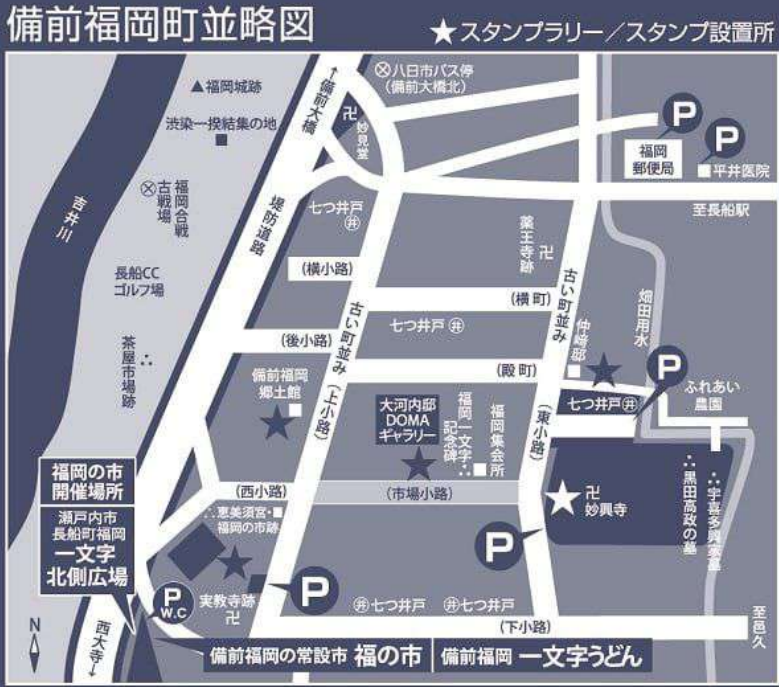 備前福岡町並略図
★スタンプラリー／スタンプ設置所
▲福岡城跡
渋染一揆結集の地
福岡合戦
古戦場
吉井川
長船CC
ゴルフ場
茶屋市場跡
↑備前大橋
堤防道路
八日市バス停
(備前大橋北)
卍妙見堂
七つ井戸
井
P
福岡
郵便局
P
平井医院
至長船駅
薬王寺跡
卍
古い町並み
(横小路)
(横町)
古い町並み(上小路)
七つ井戸 井
(後小路)
(殿町)
仲﨑邸
畑田用水
P
ふれあい
農園
七つ井戸 井
備前福岡
郷土館
大河内邸
DOMA
ギャラリー
福岡一文字
記念碑
福岡集会所
(東小路)
福岡の市
開催場所
瀬戸内市
長船町福岡
一文字
北側広場
(西小路)
(市場小路)
恵美須宮・
福岡の市跡
卍
妙興寺
黒田高政の墓
宇喜多興家墓
P
P
P
W.C
実教寺跡
卍
井 七つ井戸
井 七つ井戸
(下小路)
至邑久
N
西大寺↓
備前福岡の常設市 福の市
備前福岡 一文字うどん